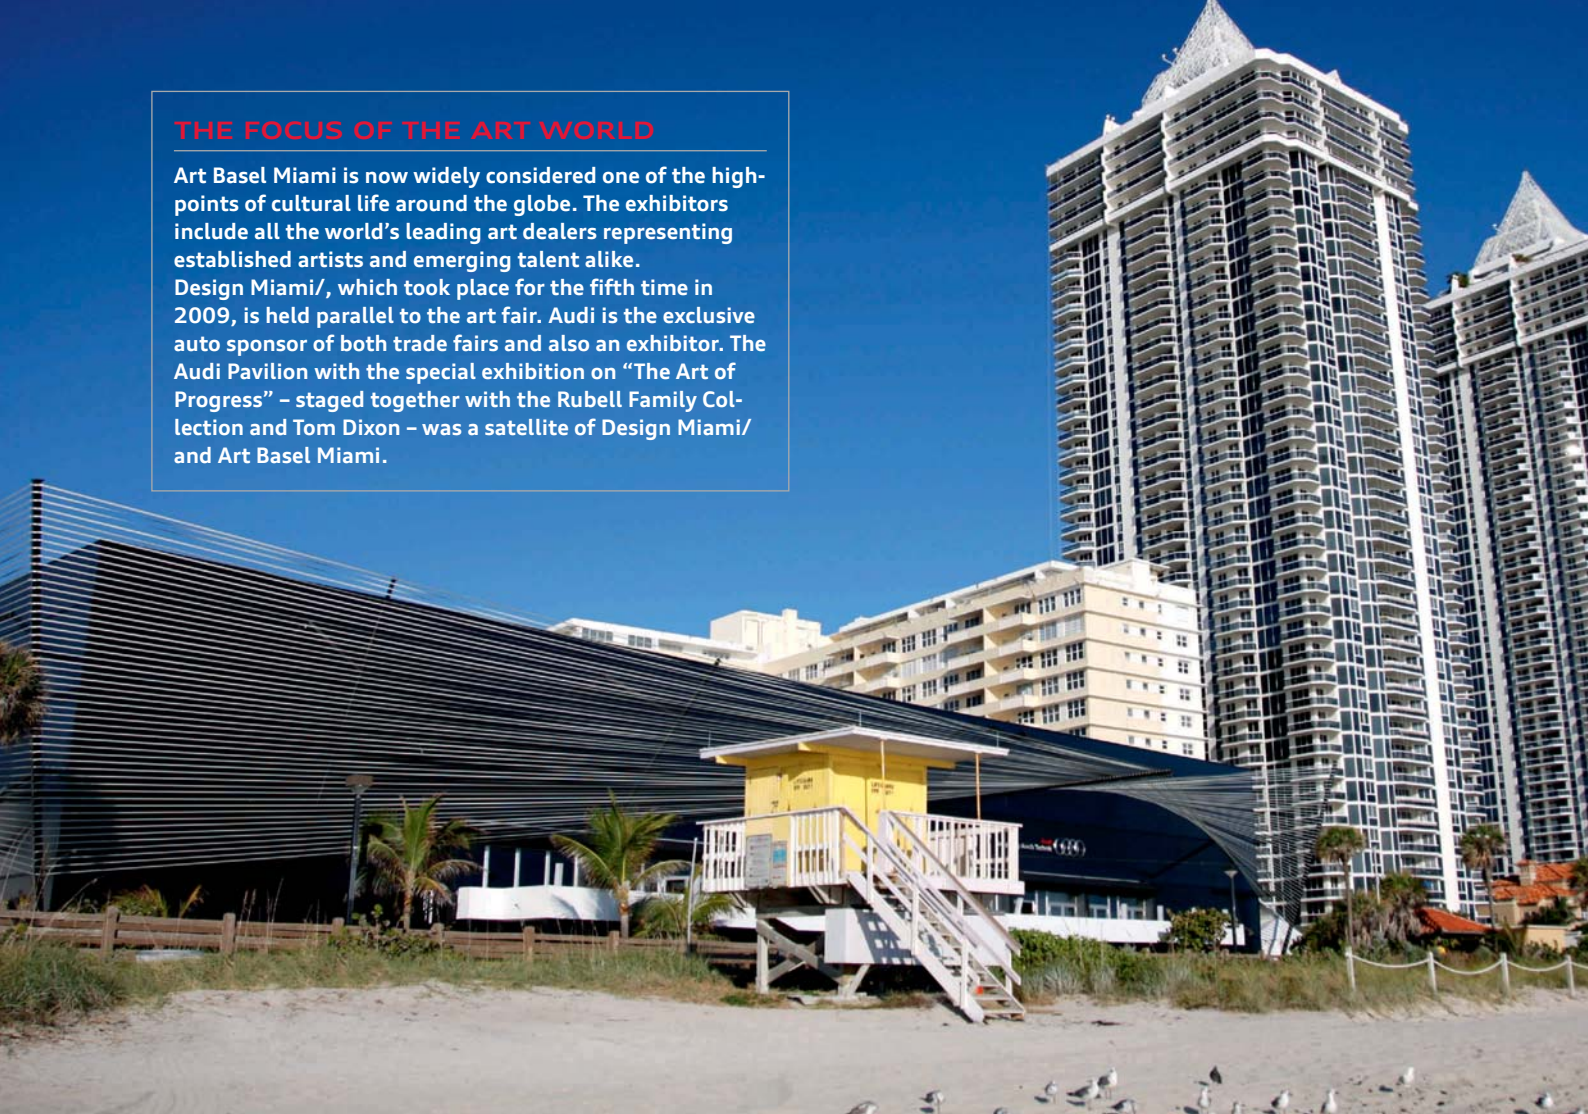 THE FOCUS OF THE ART WORLD
Art Basel Miami is now widely considered one of the high-
points of cultural life around the globe. The exhibitors
include all the world’s leading art dealers representing
established artists and emerging talent alike.
Design Miami/, which took place for the fifth time in
2009, is held parallel to the art fair. Audi is the exclusive
auto sponsor of both trade fairs and also an exhibitor. The
Audi Pavilion with the special exhibition on “The Art of
Progress” – staged together with the Rubell Family Col-
lection and Tom Dixon – was a satellite of Design Miami/
and Art Basel Miami.